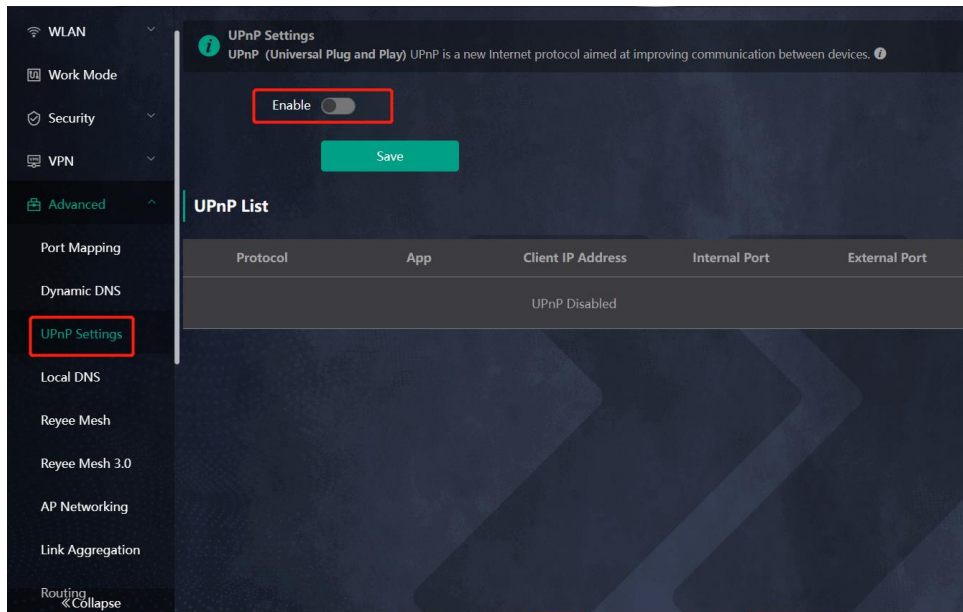 WLAN
Work Mode
Security
VPN
Advanced
Port Mapping
Dynamic DNS
UPnP Settings
Local DNS
Reyee Mesh
Reyee Mesh 3.0
AP Networking
Link Aggregation
Routing
«Collapse
UPnP Settings
UPnP (Universal Plug and Play) UPnP is a new Internet protocol aimed at improving communication between devices.
Enable
Save
UPnP List
Protocol App Client IP Address Internal Port External Port
UPnP Disabled